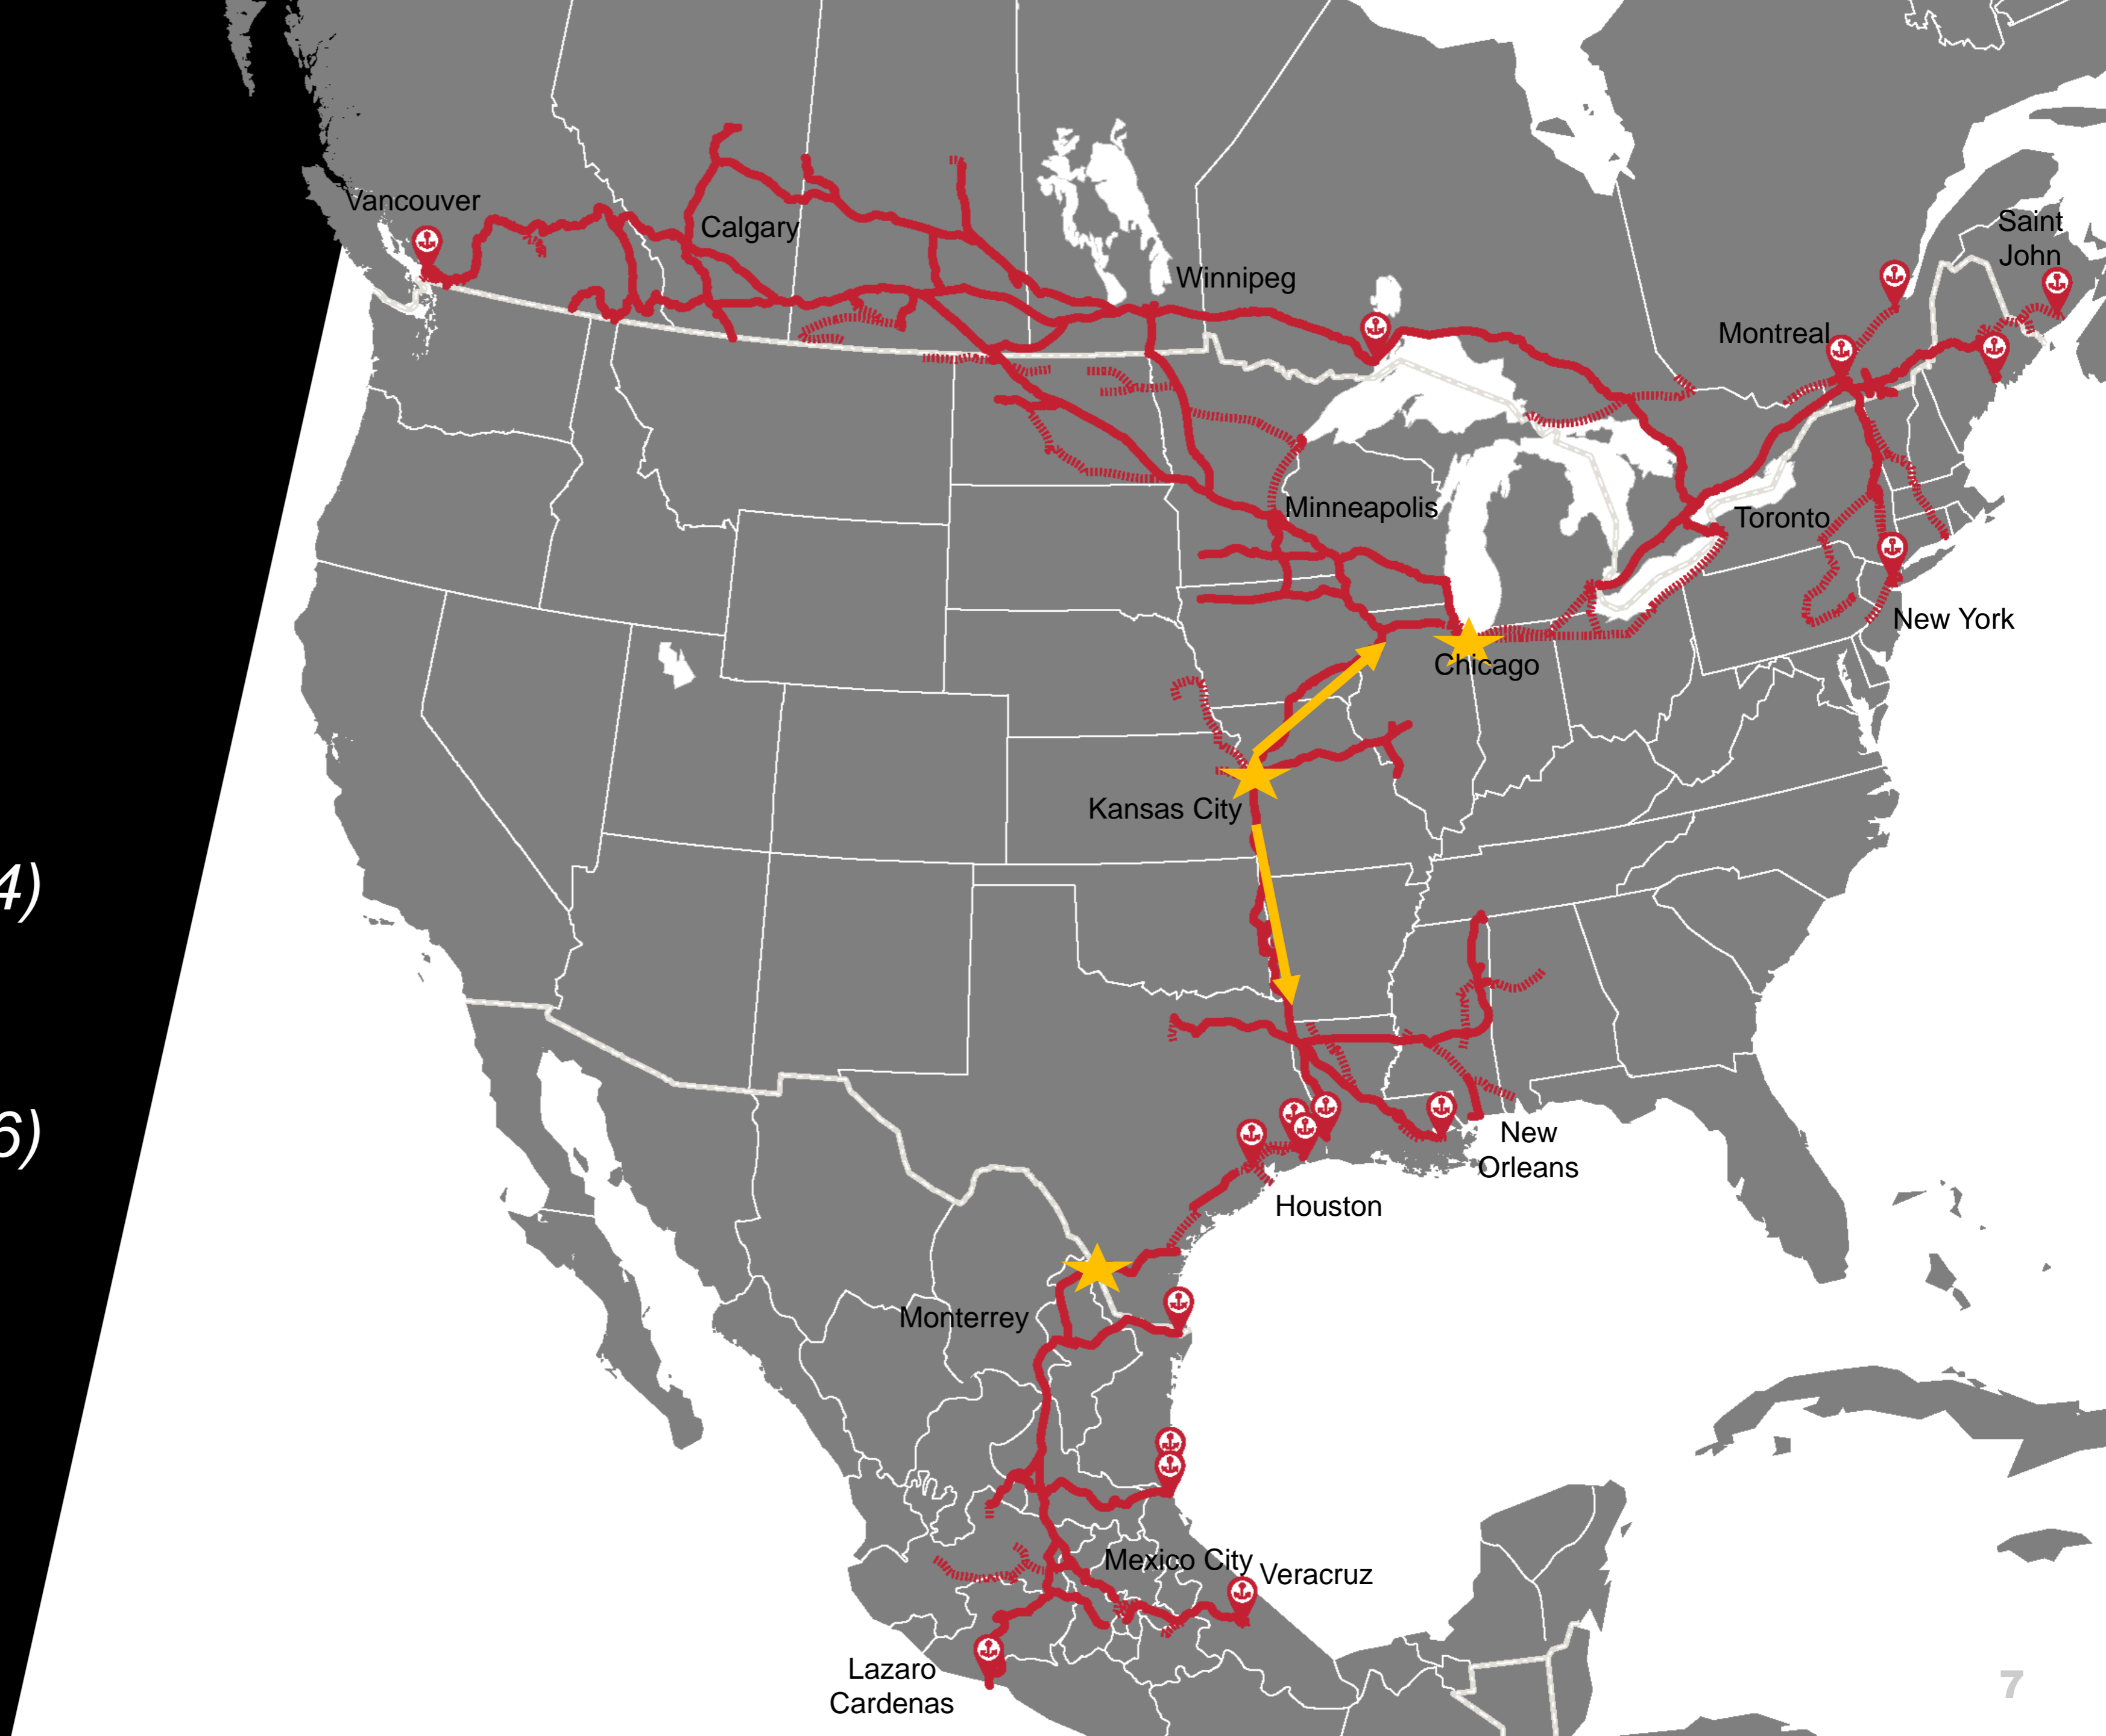 Vancouver
Calgary
Winnipeg
Saint
John
Montreal
Minneapolis
Toronto
New York
Chicago
Kansas City
4)
6)
New
Orleans
Houston
Monterrey
Mexico City
Veracruz
Lazaro
Cardenas
7